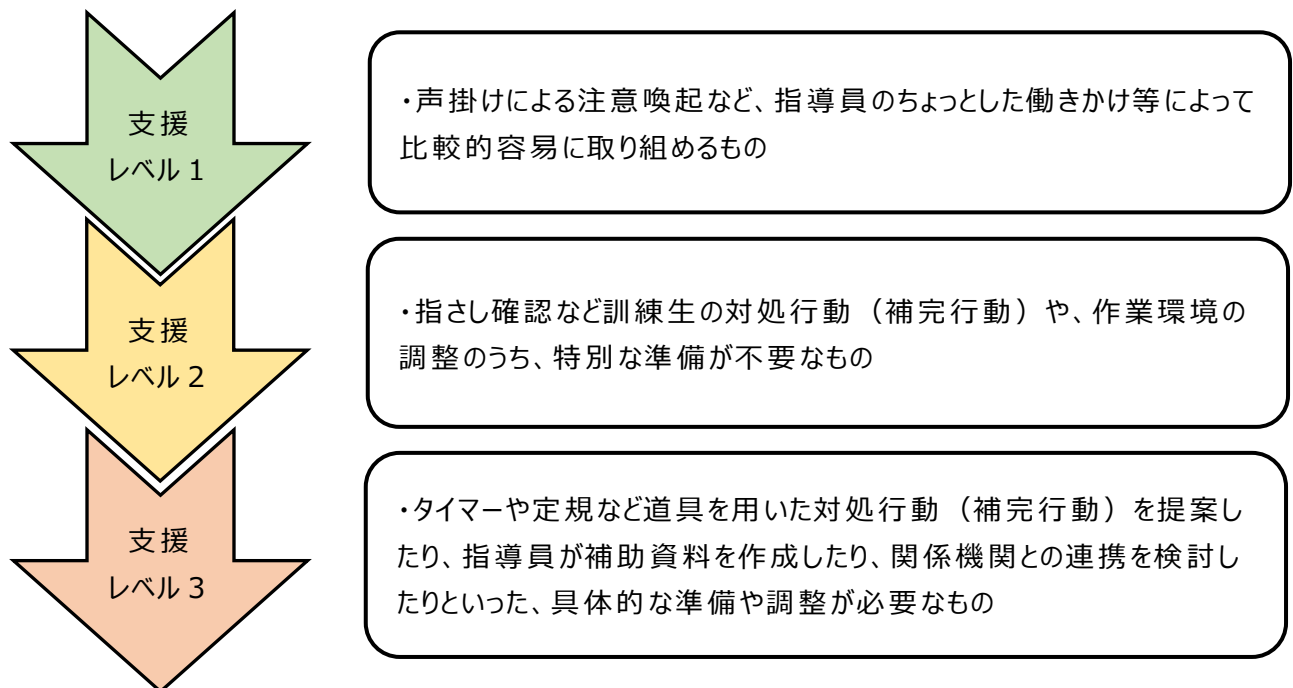 支援
レベル1
・声掛けによる注意喚起など、指導員のちょっとした働きかけ等によって
比較的容易に取り組めるもの
支援
レベル2
・指さし確認など訓練生の対処行動（補完行動）や、作業環境の
調整のうち、特別な準備が不要なもの
支援
レベル3
・タイマーや定規など道具を用いた対処行動（補完行動）を提案し
たり、指導員が補助資料を作成したり、関係機関との連携を検討し
たりといった、具体的な準備や調整が必要なもの